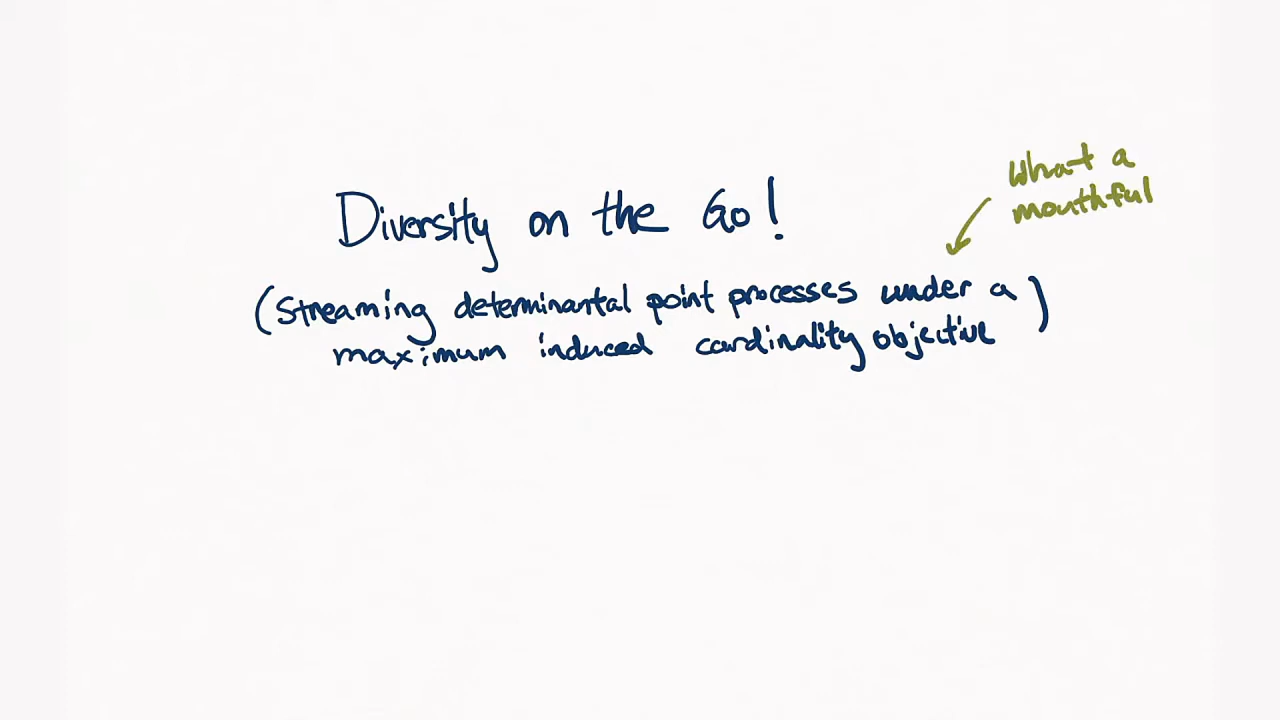 Diversity on the Go!
What a
mouthful
(Streaming determinantal point processes under a
maximum induced cardinality objective)